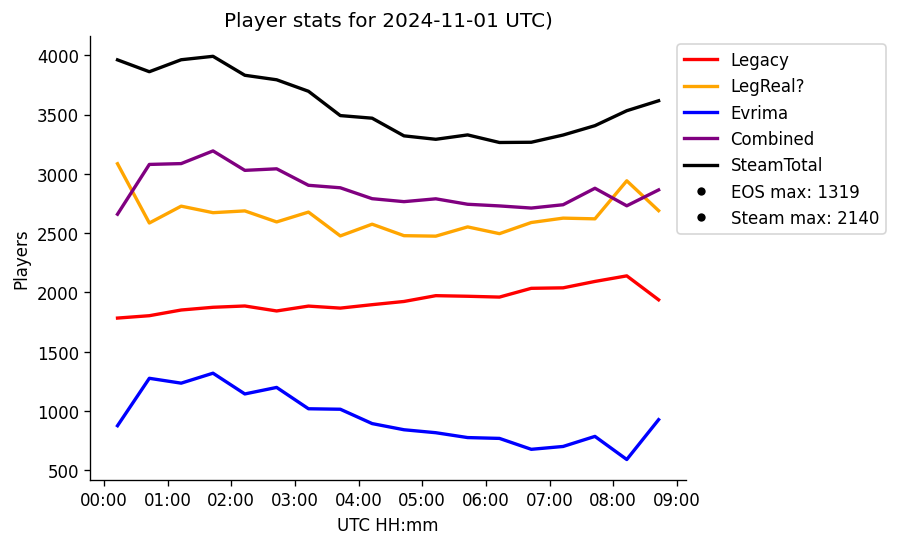 Player stats for 2024-11-01 UTC)
4000
3500
3000
2500
2000
1500
1000
500
Players
00:00 01:00 02:00 03:00 04:00 05:00 06:00 07:00 08:00 09:00
UTC HH:mm
Legacy
LegReal?
Evrima
Combined
SteamTotal
EOS max: 1319
Steam max: 2140